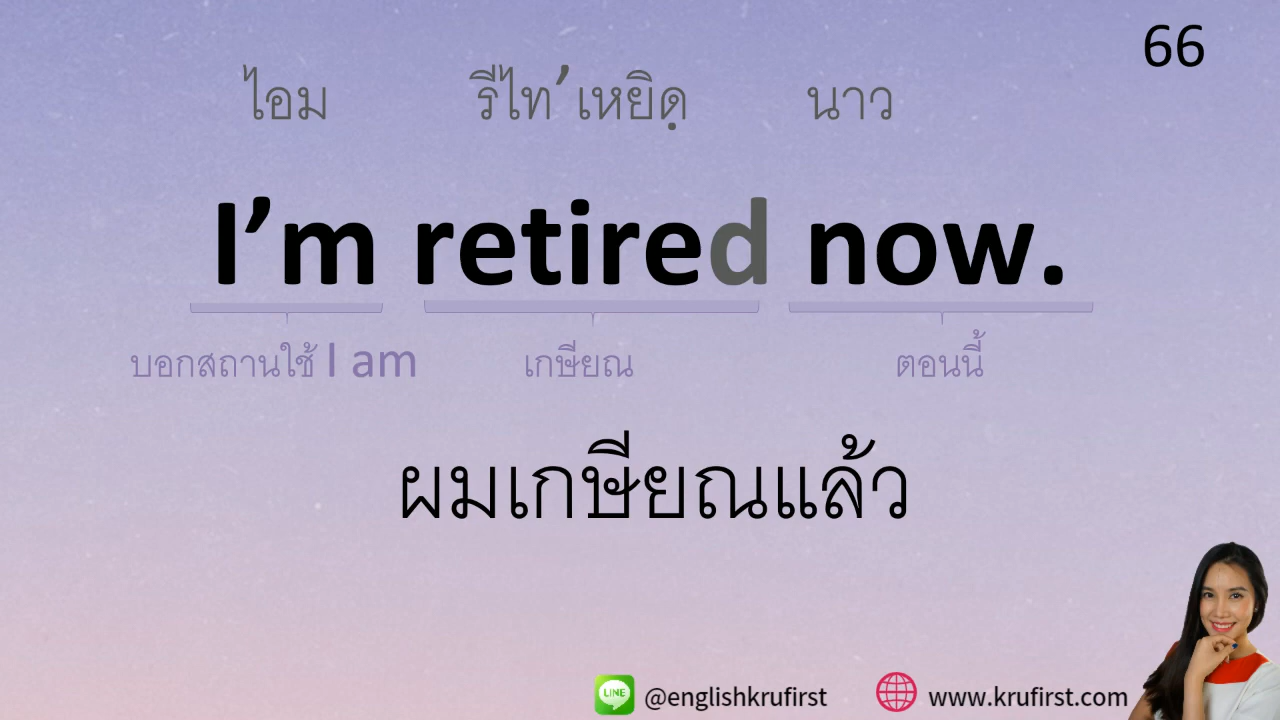 66
ไอม รีไท’เหยิดฺ นาว
I’m retired now.
บอกสถานใช้ I am เกษียณ ตอนนี้
ผมเกษียณแล้ว
LINE @englishkrufirst www.krufirst.com